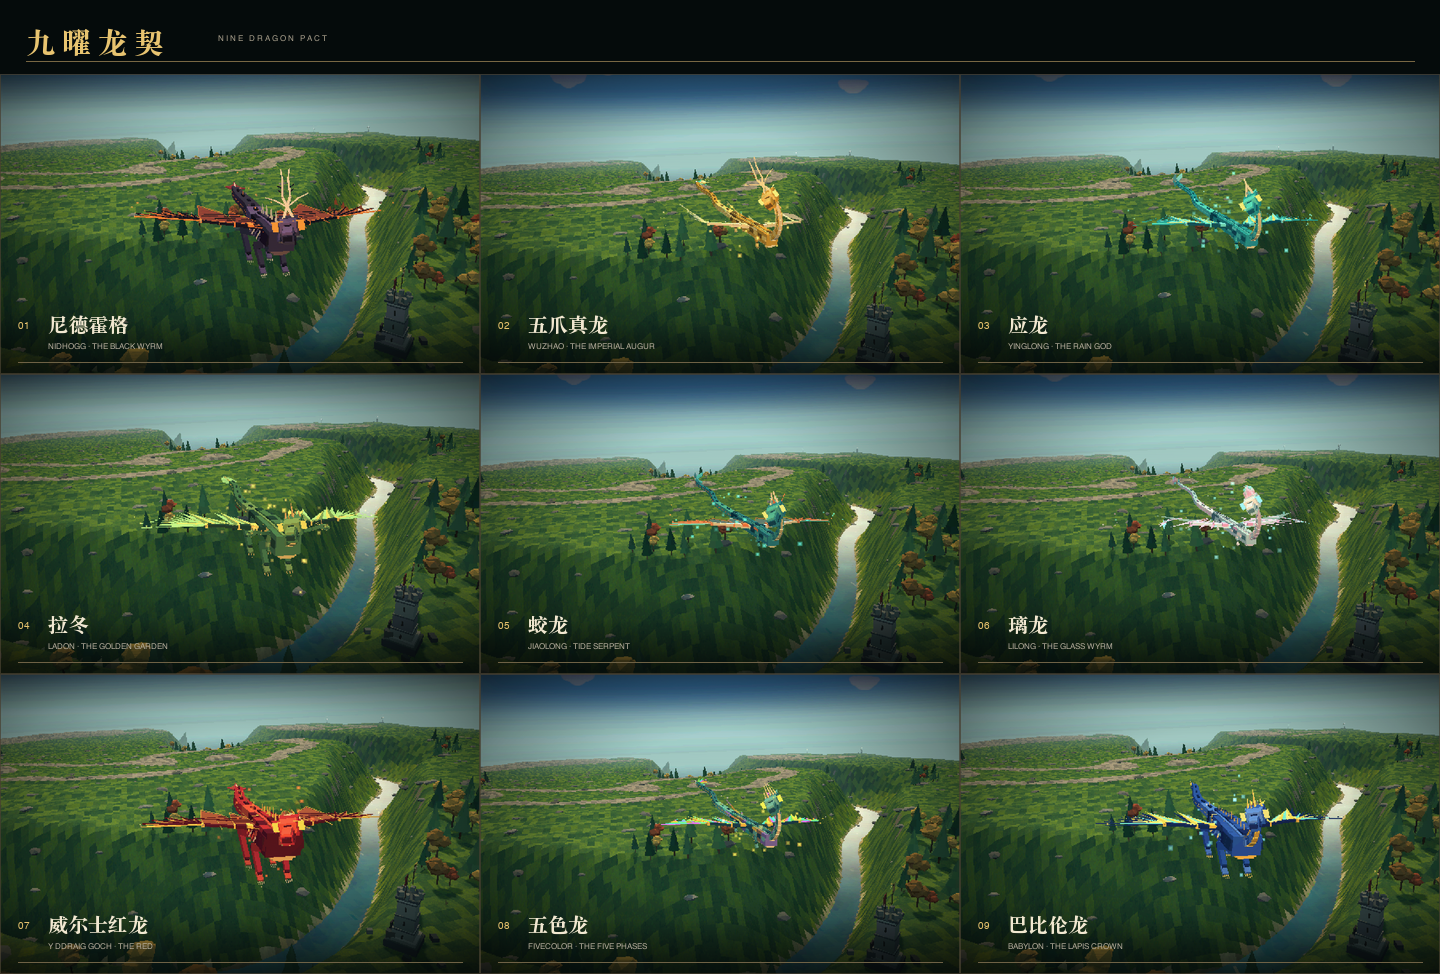 九曜龙契
NINE DRAGON PACT
01
尼德霍格
NIDHOGG · THE BLACK WYRM
02
五爪真龙
WUZHAO · THE IMPERIAL AUGUR
03
应龙
YINGLONG · THE RAIN GOD
04
拉冬
LADON · THE GOLDEN GARDEN
05
蛟龙
JIAOLONG · TIDE SERPENT
06
璃龙
LILONG · THE GLASS WYRM
07
威尔士红龙
Y DDRAIG GOCH · THE RED
08
五色龙
FIVECOLOR · THE FIVE PHASES
09
巴比伦龙
BABYLON · THE LAPIS CROWN